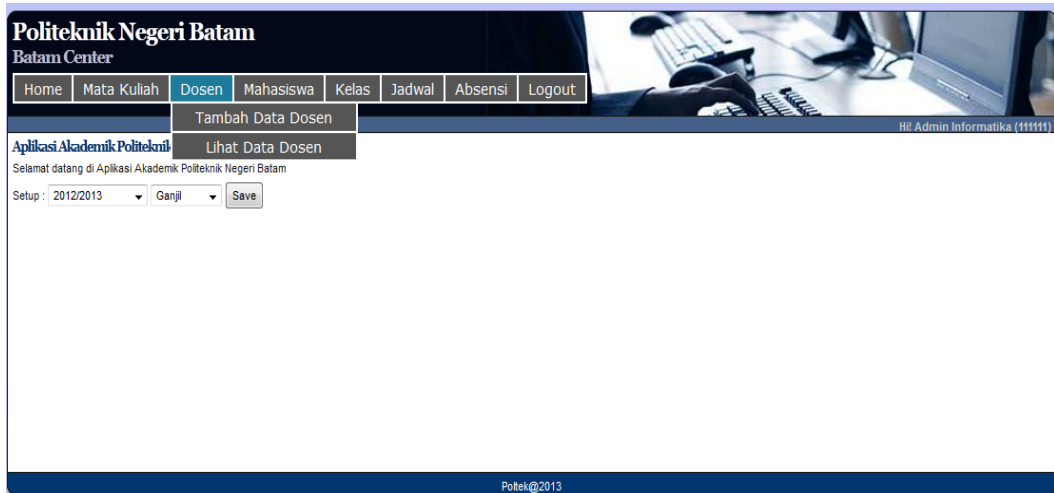 Politeknik Negeri Batam
Batam Center
Home Mata Kuliah Dosen Mahasiswa Kelas Jadwal Absensi Logout
Tambah Data Dosen
Lihat Data Dosen
Hi! Admin Informatika (111111)
Aplikasi Akademik Politeknik
Selamat datang di Aplikasi Akademik Politeknik Negeri Batam
Setup : 2012/2013 Ganjil Save
Poltek@2013